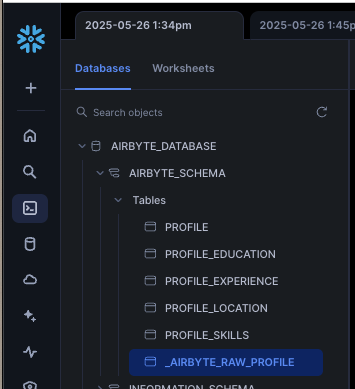 2025-05-26 1:34pm
2025-05-26 1:45p
Databases
Worksheets
Search objects
AIRBYTE_DATABASE
AIRBYTE_SCHEMA
Tables
PROFILE
PROFILE_EDUCATION
PROFILE_EXPERIENCE
PROFILE_LOCATION
PROFILE_SKILLS
_AIRBYTE_RAW_PROFILE
INFORMATION_SCHEMA